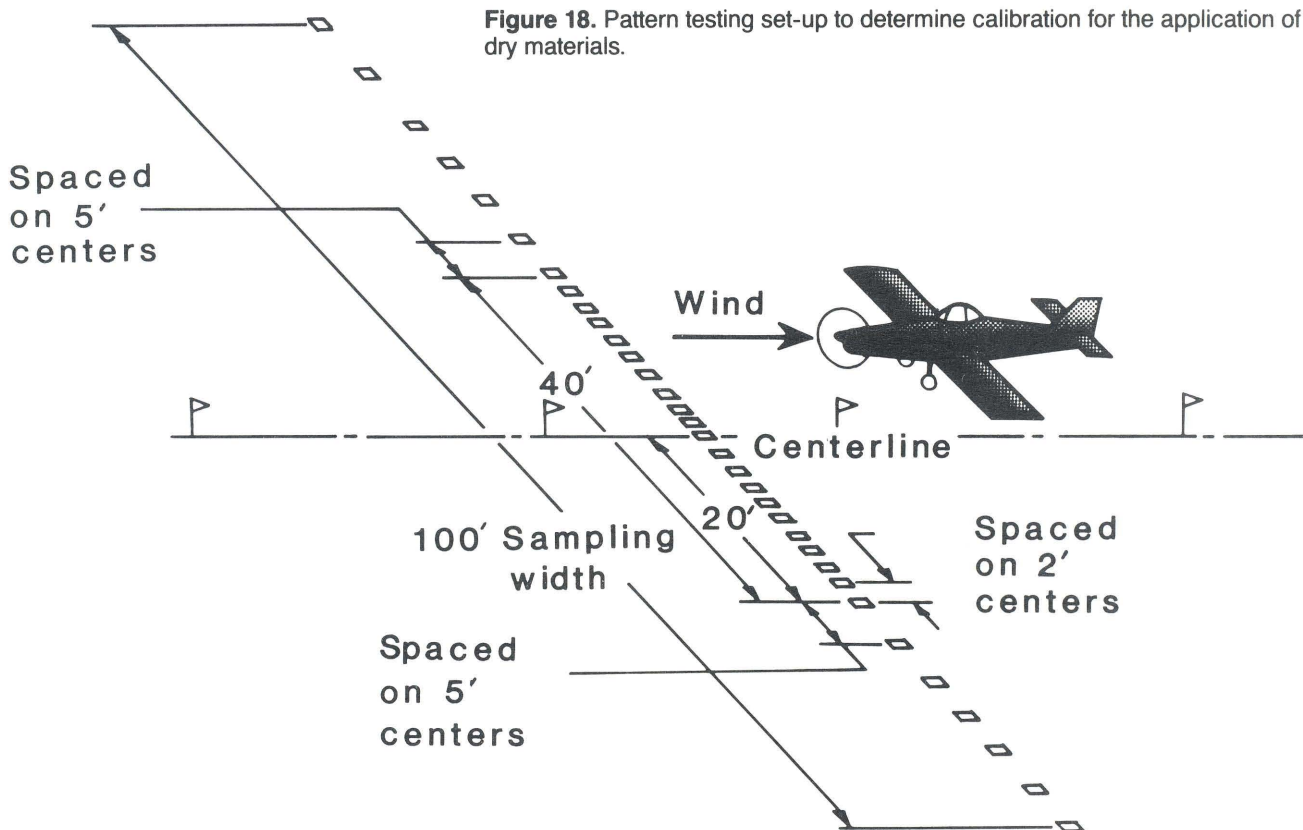 Figure 18. Pattern testing set-up to determine calibration for the application of
dry materials.
Spaced
on 5′
centers
Wind
40′
Centerline
20′
100′ Sampling
width
Spaced
on 2′
centers
Spaced
on 5′
centers